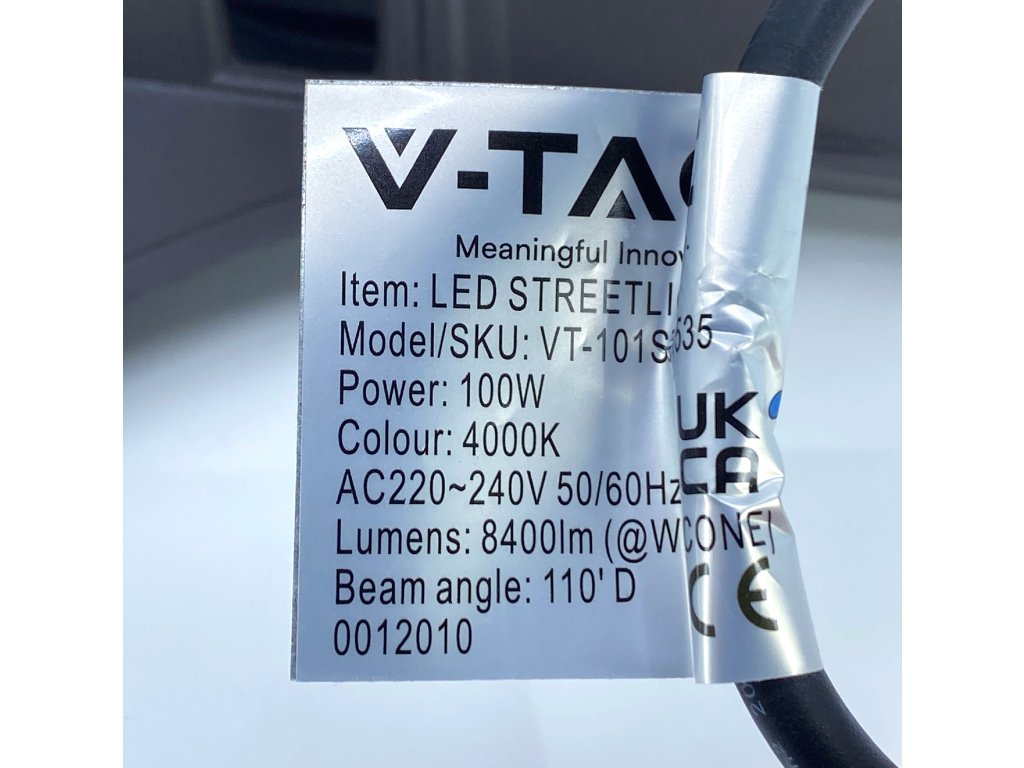 V-TAC
Meaningful Innov
Item: LED STREETLI
Model/SKU: VT-101S 535
Power: 100W
Colour: 4000K
AC220~240V 50/60Hz
Lumens: 8400lm (@WCONE)
Beam angle: 110' D
0012010
UK
CA
CE